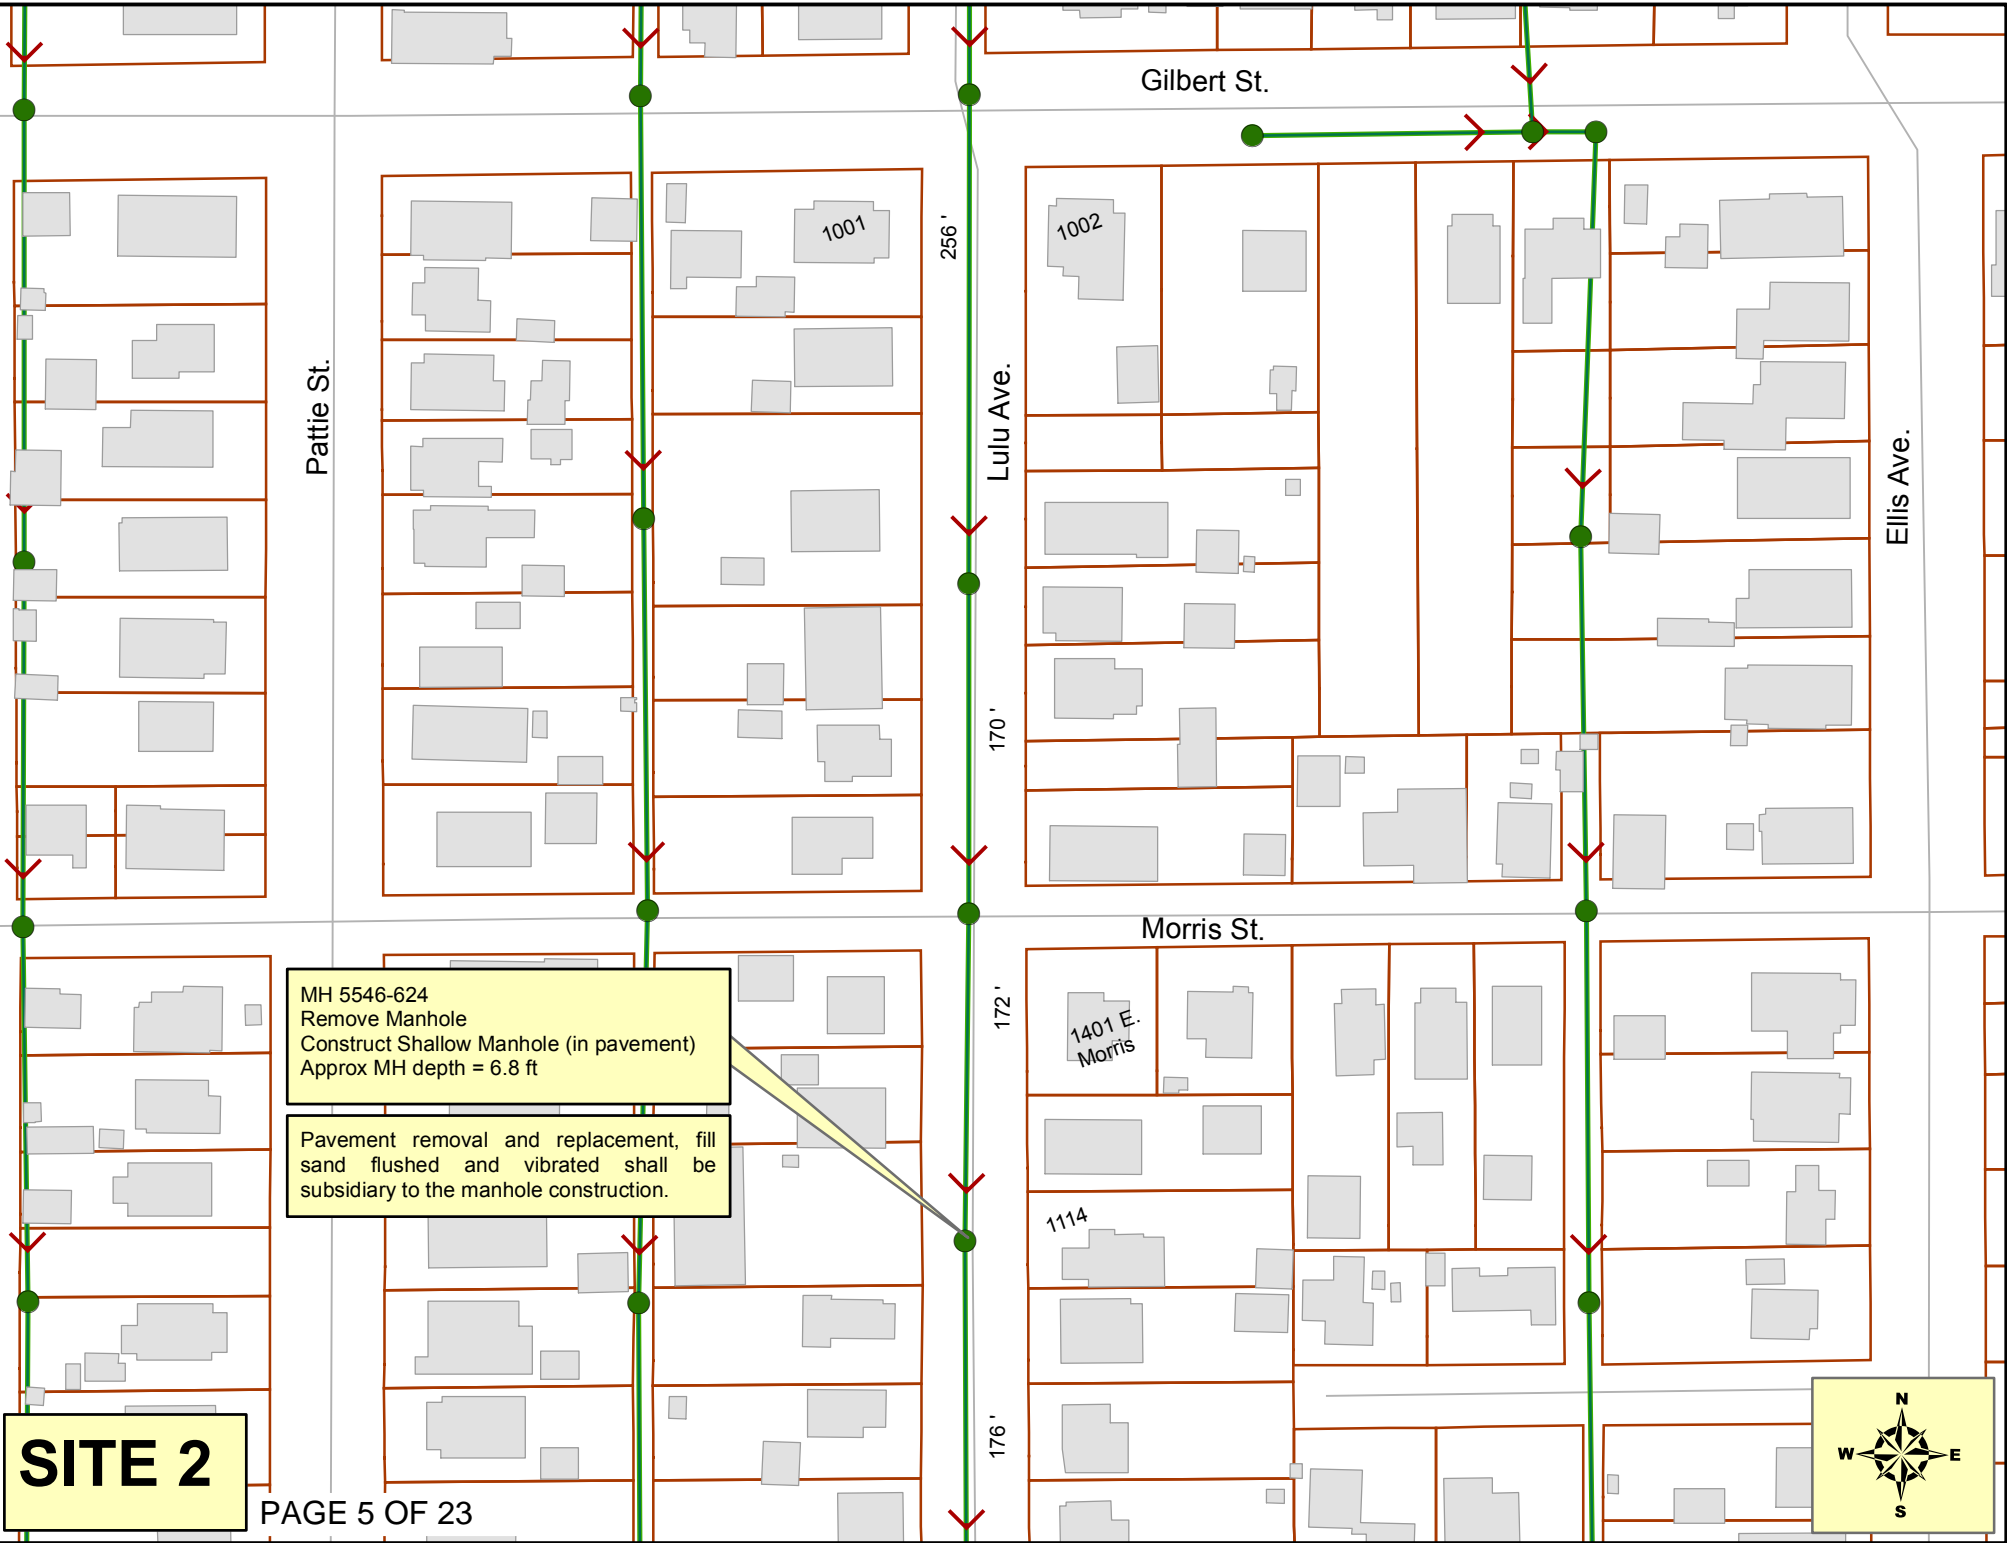 Gilbert St.
1001
256 '
1002
Pattie St.
Lulu Ave.
Ellis Ave.
170 '
Morris St.
MH 5546-624
Remove Manhole
Construct Shallow Manhole (in pavement)
Approx MH depth = 6.8 ft
172 '
1401 E.
Morris
Pavement removal and replacement, fill
sand flushed and vibrated shall be
subsidiary to the manhole construction.
1114
176 '
SITE 2
PAGE 5 OF 23
N
W
E
S